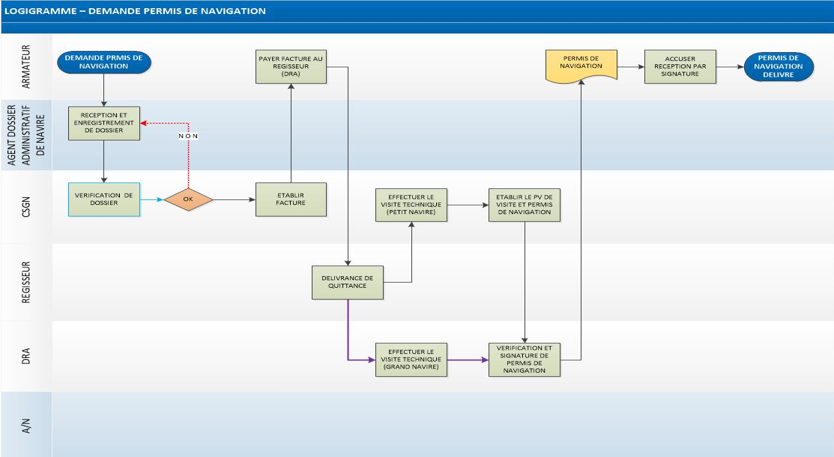 LOGIGRAMME – DEMANDE PERMIS DE NAVIGATION
ARMATEUR
DEMANDE PRMIS DE
NAVIGATION
PAYER FACTURE AU
REGISSEUR
(DRA)
PERMIS DE
NAVIGATION
ACCUSER
RECEPTION PAR
SIGNATURE
PERMIS DE
NAVIGATION
DELIVRE
AGENT DOSSIER
ADMINISTRATIF
DE NAVIRE
RECEPTION ET
ENREGISTREMENT
DE DOSSIER
N O N
CSGN
VERIFICATION DE
DOSSIER
OK
ETABLIR
FACTURE
EFFECTUER LE
VISITE TECHNIQUE
(PETIT NAVIRE)
ETABLIR LE PV DE
VISITE ET PERMIS
DE NAVIGATION
REGISSEUR
DELIVRANCE DE
QUITTANCE
DRA
EFFECTUER LE
VISITE TECHNIQUE
(GRAND NAVIRE)
VERIFICATION ET
SIGNATURE DE
PERMIS DE
NAVIGATION
A/N